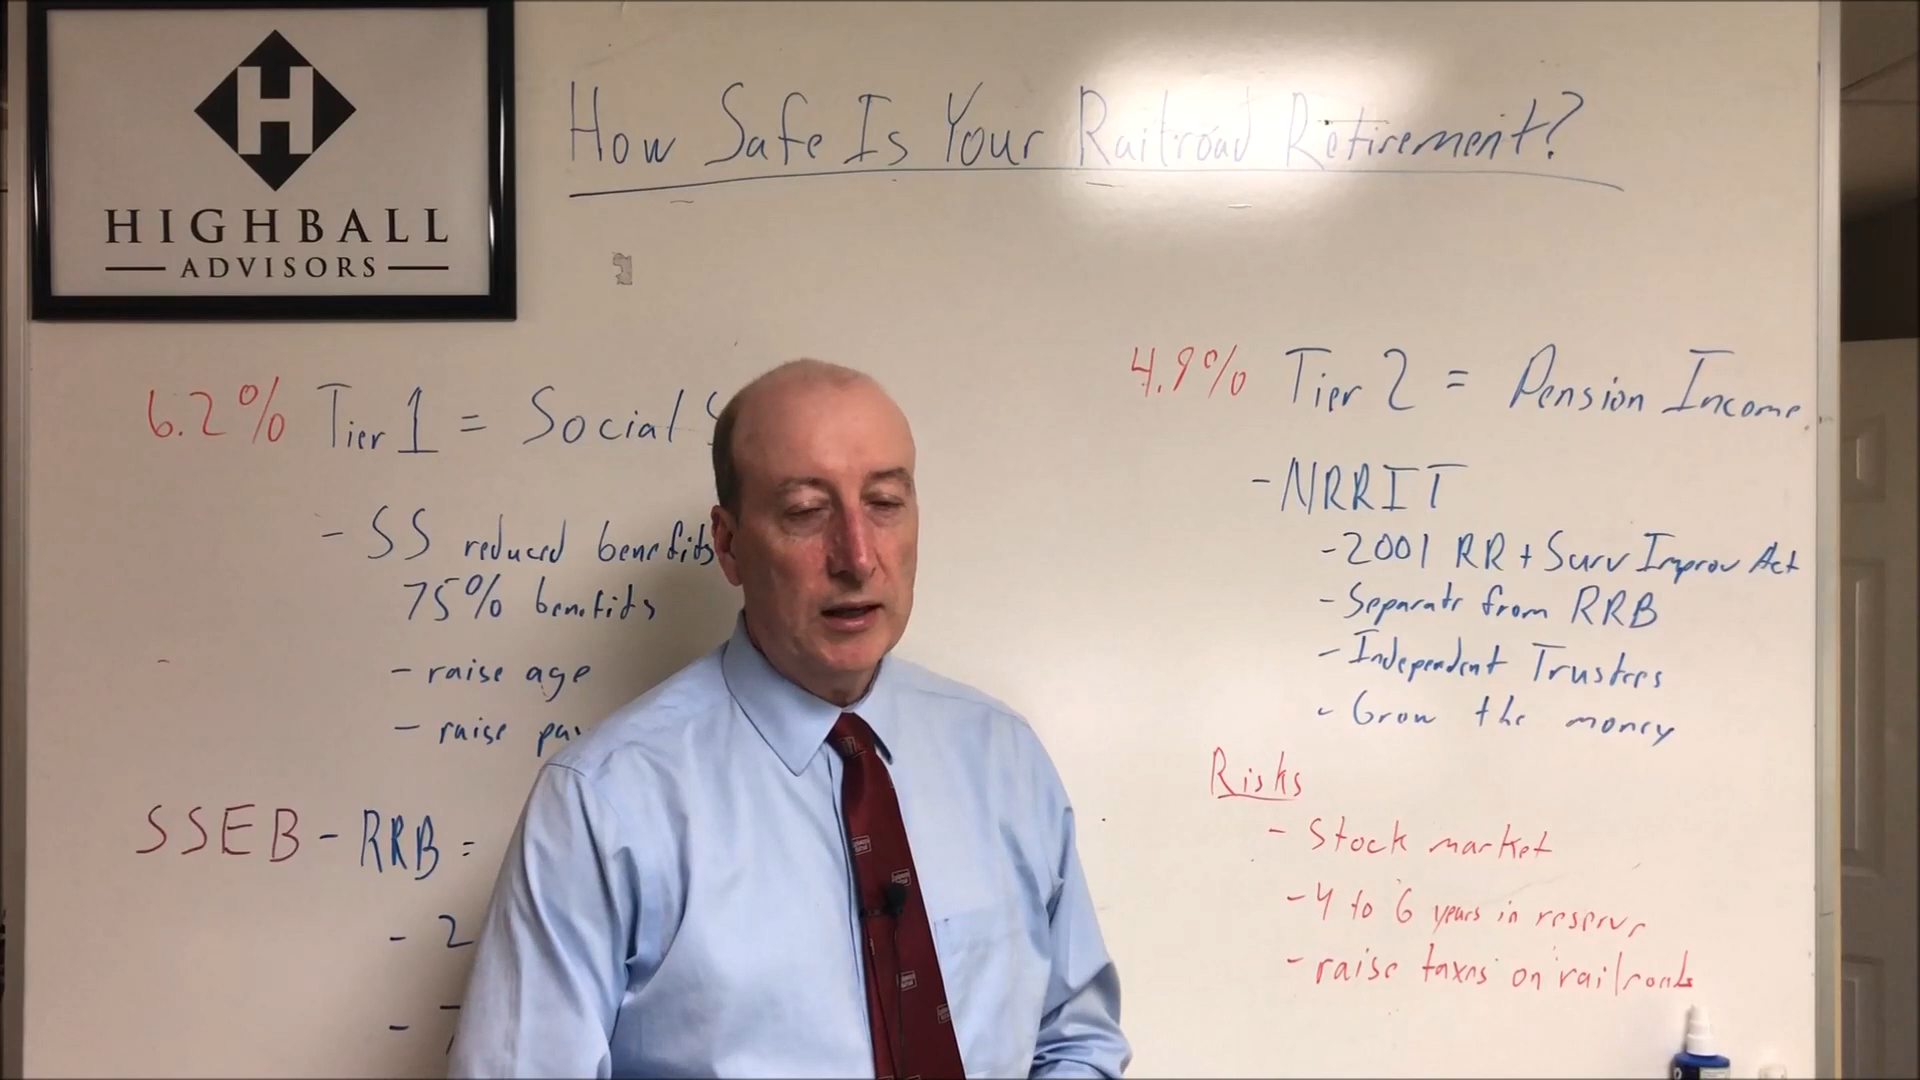 HIGHBALL
ADVISORS
How Safe Is Your Railroad Retirement?
6.2% Tier 1 = Social S
- SS reduced benefits
75% benefits
- raise age
- raise pay
SSEB - RRB =
- 2
4.9% Tier 2 = Pension Income
- NRRIT
- 2001 RR + Surv Improv Act
- Separate from RRB
- Independent Trustees
- Grow the money
Risks
- Stock market
- 4 to 6 years in reserve
- raise taxes on railroads